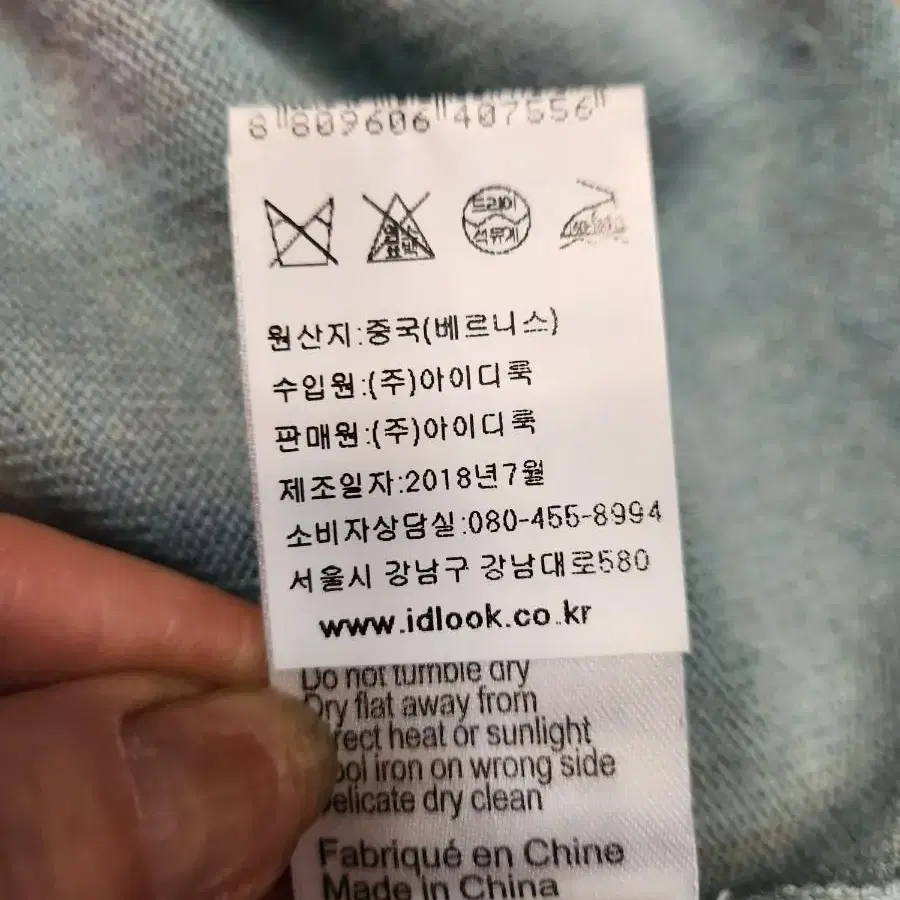 8 809606 407556
염소 표백
드라이
석유계
원산지:중국(베르니스)
수입원:(주)아이디룩
판매원:(주)아이디룩
제조일자:2018년7월
소비자상담실:080-455-8994
서울시 강남구 강남대로580
www.idlook.co.kr
Do not tumble dry
Dry flat away from
heat or sunlight
iron on wrong side
dry clean
Fabriqué en Chine
Made in China